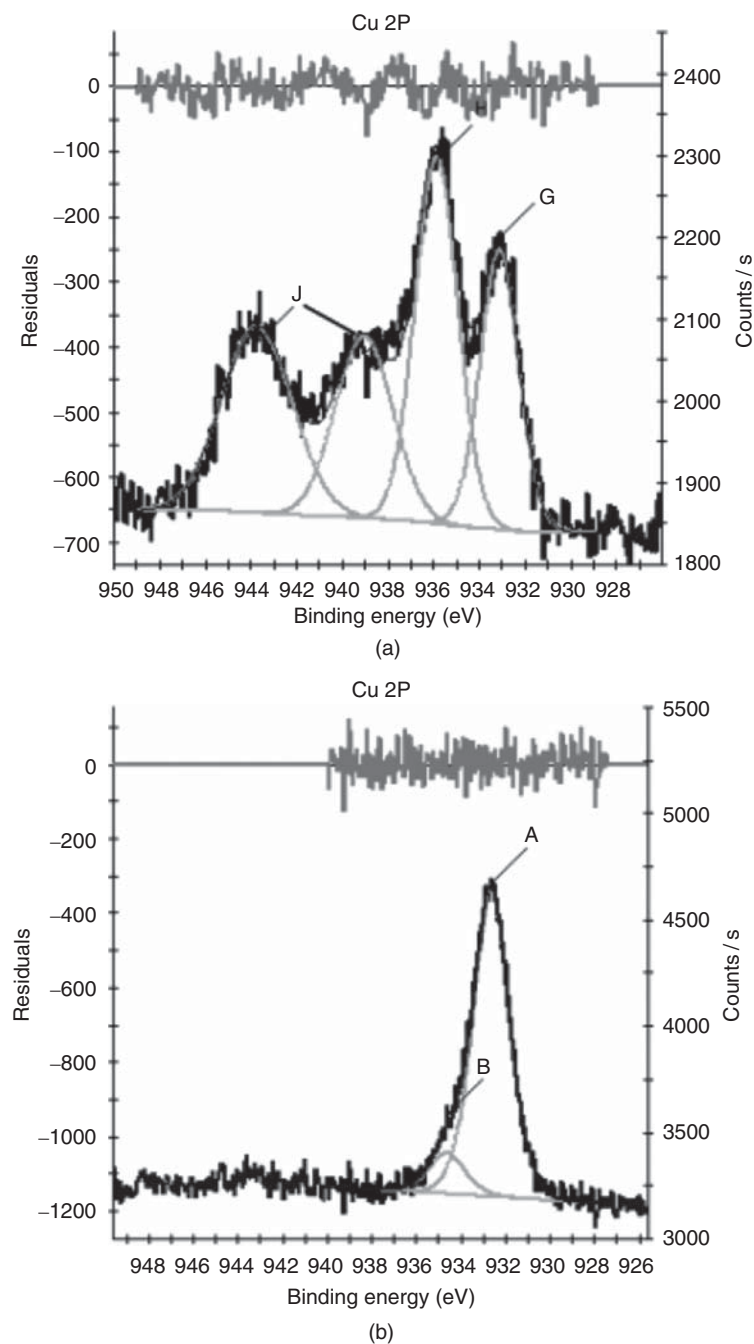 Cu 2P
0
−100
−200
−300
−400
−500
−600
−700
Residuals
2400
2300
2200
2100
2000
1900
1800
Counts / s
G
J
950 948 946 944 942 940 938 936 934 932 930 928
Binding energy (eV)
(a)
Cu 2P
0
−200
−400
−600
−800
−1000
−1200
Residuals
5500
5000
4500
4000
3500
3000
Counts / s
A
B
948 946 944 942 940 938 936 934 932 930 928 926
Binding energy (eV)
(b)